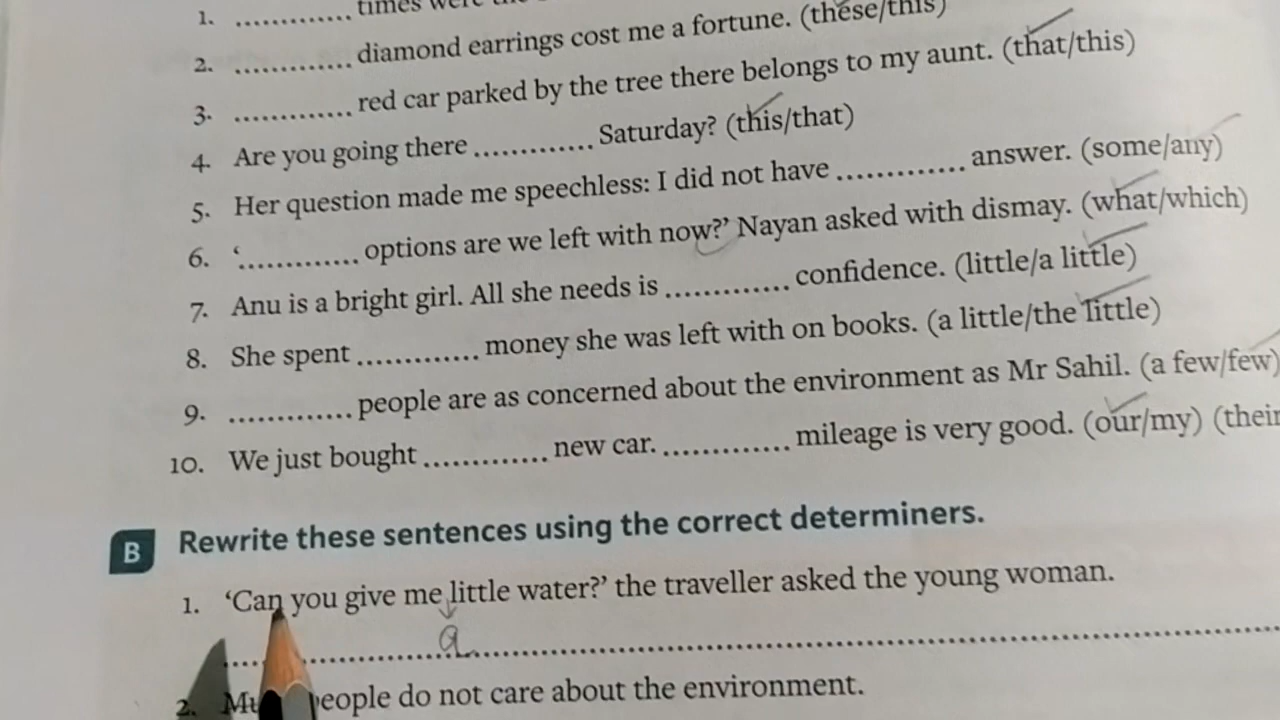 1. ............. times were the
2. ............. diamond earrings cost me a fortune. (these/this)
3. ............. red car parked by the tree there belongs to my aunt. (that/this)
4. Are you going there ............. Saturday? (this/that)
5. Her question made me speechless: I did not have ............. answer. (some/any)
6. ‘............. options are we left with now?’ Nayan asked with dismay. (what/which)
7. Anu is a bright girl. All she needs is ............. confidence. (little/a little)
8. She spent ............. money she was left with on books. (a little/the little)
9. ............. people are as concerned about the environment as Mr Sahil. (a few/few)
10. We just bought ............. new car. ............. mileage is very good. (our/my) (their
B Rewrite these sentences using the correct determiners.
1. ‘Can you give me little water?’ the traveller asked the young woman.
a
2. people do not care about the environment.